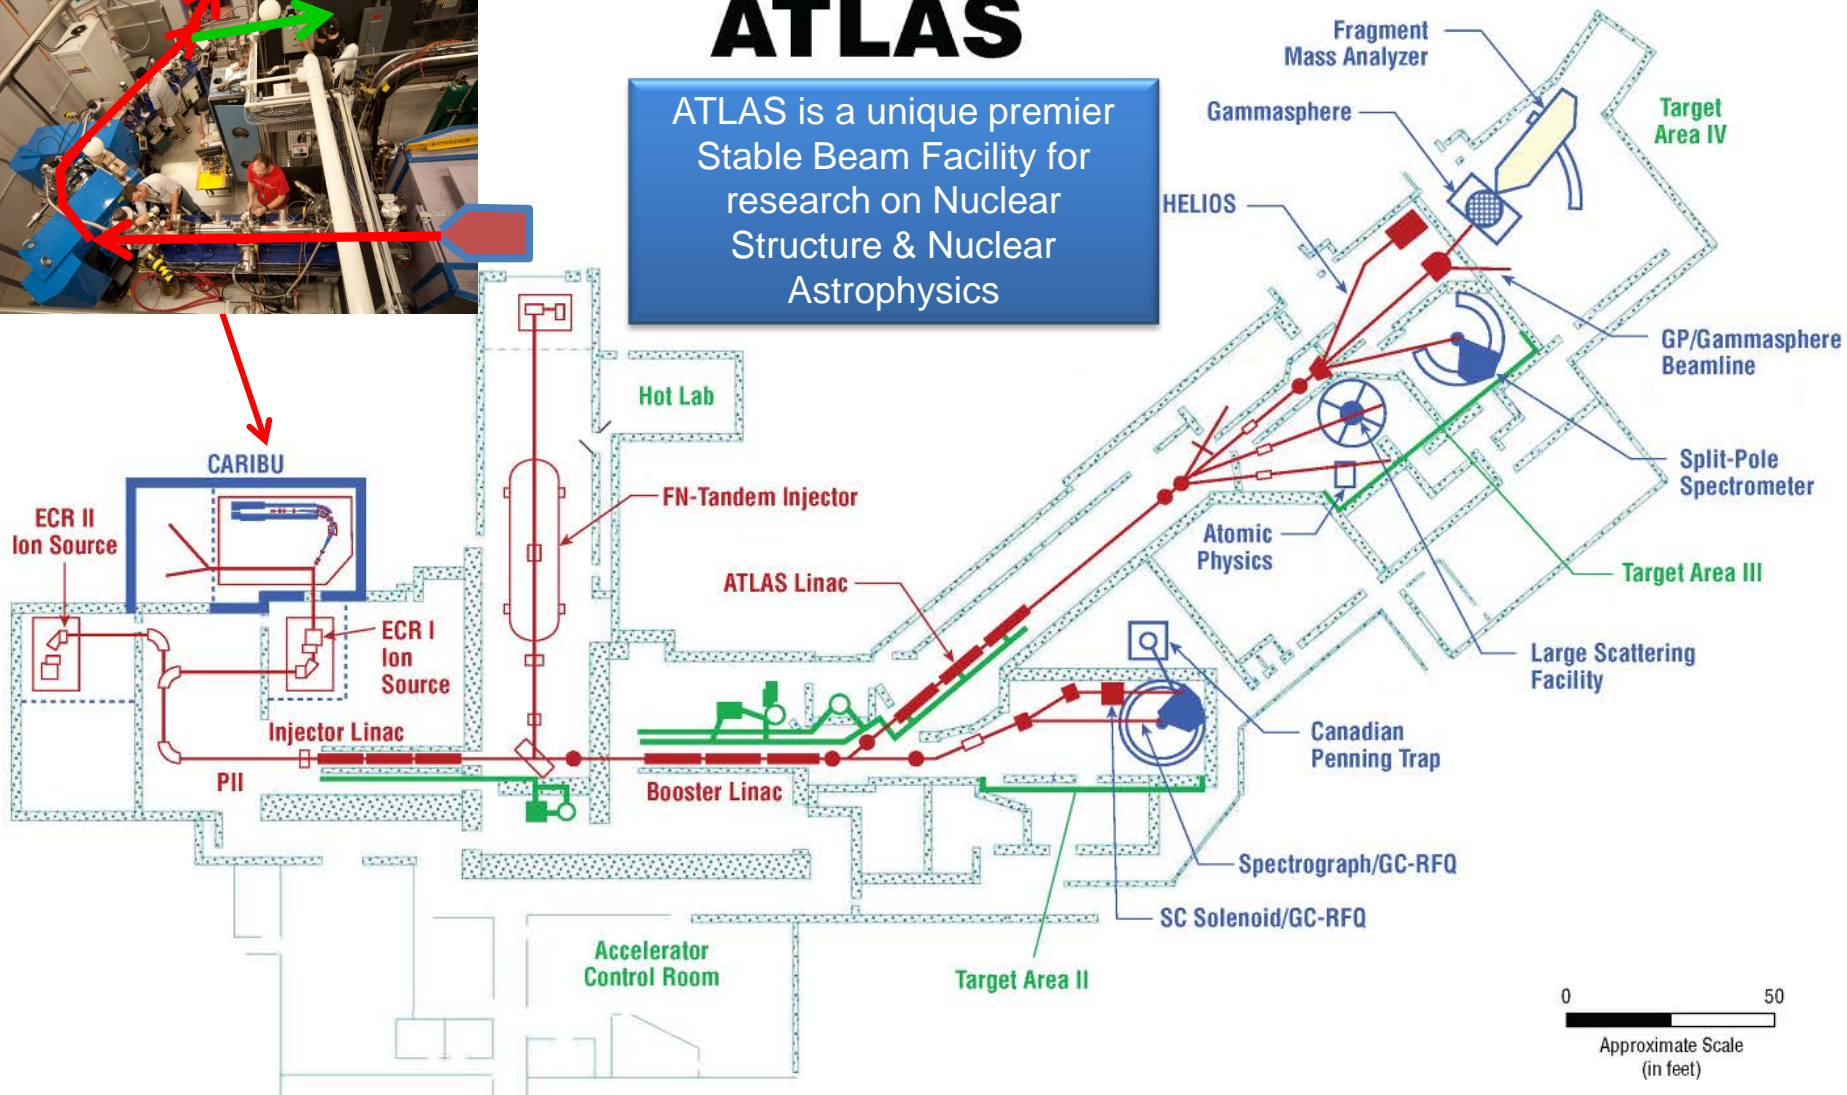 ATLAS
ATLAS is a unique premier
Stable Beam Facility for
research on Nuclear
Structure & Nuclear
Astrophysics
Fragment
Mass Analyzer
Gammasphere
HELIOS
Target
Area IV
GP/Gammasphere
Beamline
Split-Pole
Spectrometer
Target Area III
Large Scattering
Facility
Atomic
Physics
Canadian
Penning Trap
Spectrograph/GC-RFQ
SC Solenoid/GC-RFQ
Target Area II
Hot Lab
FN-Tandem Injector
ATLAS Linac
CARIBU
ECR II
Ion Source
ECR I
Ion
Source
Injector Linac
PII
Booster Linac
Accelerator
Control Room
0 50
Approximate Scale
(in feet)